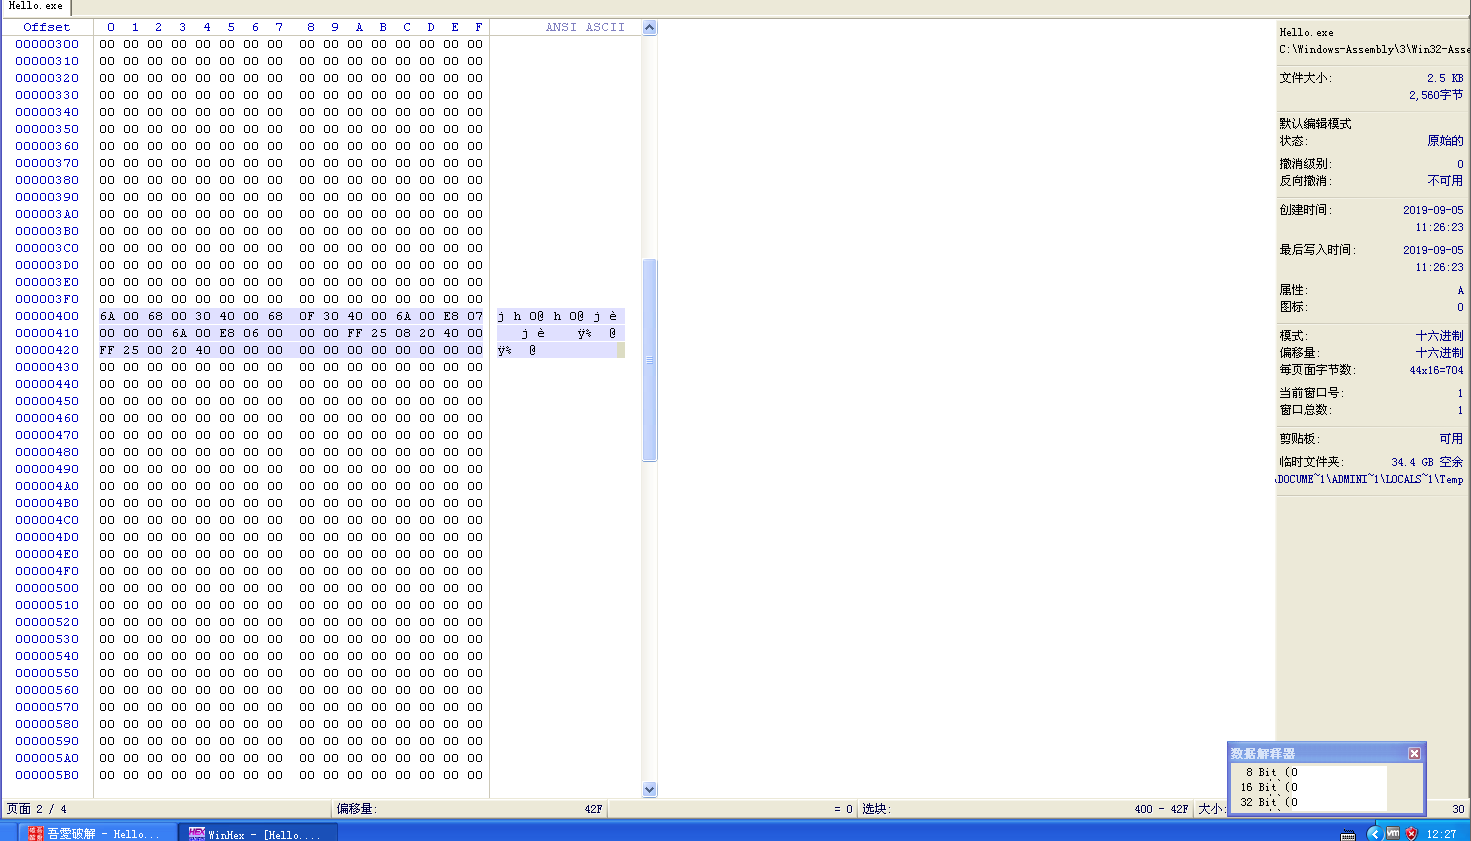 Hello.exe
Offset 0 1 2 3 4 5 6 7 8 9 A B C D E F ANSI ASCII
00000300 00 00 00 00 00 00 00 00 00 00 00 00 00 00 00 00
00000310 00 00 00 00 00 00 00 00 00 00 00 00 00 00 00 00
00000320 00 00 00 00 00 00 00 00 00 00 00 00 00 00 00 00
00000330 00 00 00 00 00 00 00 00 00 00 00 00 00 00 00 00
00000340 00 00 00 00 00 00 00 00 00 00 00 00 00 00 00 00
00000350 00 00 00 00 00 00 00 00 00 00 00 00 00 00 00 00
00000360 00 00 00 00 00 00 00 00 00 00 00 00 00 00 00 00
00000370 00 00 00 00 00 00 00 00 00 00 00 00 00 00 00 00
00000380 00 00 00 00 00 00 00 00 00 00 00 00 00 00 00 00
00000390 00 00 00 00 00 00 00 00 00 00 00 00 00 00 00 00
000003A0 00 00 00 00 00 00 00 00 00 00 00 00 00 00 00 00
000003B0 00 00 00 00 00 00 00 00 00 00 00 00 00 00 00 00
000003C0 00 00 00 00 00 00 00 00 00 00 00 00 00 00 00 00
000003D0 00 00 00 00 00 00 00 00 00 00 00 00 00 00 00 00
000003E0 00 00 00 00 00 00 00 00 00 00 00 00 00 00 00 00
000003F0 00 00 00 00 00 00 00 00 00 00 00 00 00 00 00 00
00000400 6A 00 68 00 30 40 00 68 0F 30 40 00 6A 00 E8 07 j h 0@ h 0@ j è
00000410 00 00 00 6A 00 E8 06 00 00 00 FF 25 08 20 40 00 j è ÿ% @
00000420 FF 25 00 20 40 00 00 00 00 00 00 00 00 00 00 00 ÿ% @
00000430 00 00 00 00 00 00 00 00 00 00 00 00 00 00 00 00
00000440 00 00 00 00 00 00 00 00 00 00 00 00 00 00 00 00
00000450 00 00 00 00 00 00 00 00 00 00 00 00 00 00 00 00
00000460 00 00 00 00 00 00 00 00 00 00 00 00 00 00 00 00
00000470 00 00 00 00 00 00 00 00 00 00 00 00 00 00 00 00
00000480 00 00 00 00 00 00 00 00 00 00 00 00 00 00 00 00
00000490 00 00 00 00 00 00 00 00 00 00 00 00 00 00 00 00
000004A0 00 00 00 00 00 00 00 00 00 00 00 00 00 00 00 00
000004B0 00 00 00 00 00 00 00 00 00 00 00 00 00 00 00 00
000004C0 00 00 00 00 00 00 00 00 00 00 00 00 00 00 00 00
000004D0 00 00 00 00 00 00 00 00 00 00 00 00 00 00 00 00
000004E0 00 00 00 00 00 00 00 00 00 00 00 00 00 00 00 00
000004F0 00 00 00 00 00 00 00 00 00 00 00 00 00 00 00 00
00000500 00 00 00 00 00 00 00 00 00 00 00 00 00 00 00 00
00000510 00 00 00 00 00 00 00 00 00 00 00 00 00 00 00 00
00000520 00 00 00 00 00 00 00 00 00 00 00 00 00 00 00 00
00000530 00 00 00 00 00 00 00 00 00 00 00 00 00 00 00 00
00000540 00 00 00 00 00 00 00 00 00 00 00 00 00 00 00 00
00000550 00 00 00 00 00 00 00 00 00 00 00 00 00 00 00 00
00000560 00 00 00 00 00 00 00 00 00 00 00 00 00 00 00 00
00000570 00 00 00 00 00 00 00 00 00 00 00 00 00 00 00 00
00000580 00 00 00 00 00 00 00 00 00 00 00 00 00 00 00 00
00000590 00 00 00 00 00 00 00 00 00 00 00 00 00 00 00 00
000005A0 00 00 00 00 00 00 00 00 00 00 00 00 00 00 00 00
000005B0 00 00 00 00 00 00 00 00 00 00 00 00 00 00 00 00
Hello.exe
C:\Windows-Assembly\3\Win32-Asse
文件大小: 2.5 KB
2,560字节
默认编辑模式
状态: 原始的
撤消级别: 0
反向撤消: 不可用
创建时间: 2019-09-05
11:26:23
最后写入时间: 2019-09-05
11:26:23
属性: A
图标: 0
模式: 十六进制
偏移量: 十六进制
每页面字节数: 44x16=704
当前窗口号: 1
窗口总数: 1
剪贴板: 可用
临时文件夹: 34.4 GB 空余
\DOCUME~1\ADMINI~1\LOCALS~1\Temp
数据解释器
8 Bit (0
16 Bit (0
32 Bit (0
页面 2 / 4 偏移量: 42F = 0 选块: 400 - 42F 大小: 30
吾愛破解 - Hello... WinHex - [Hello.... 12:27